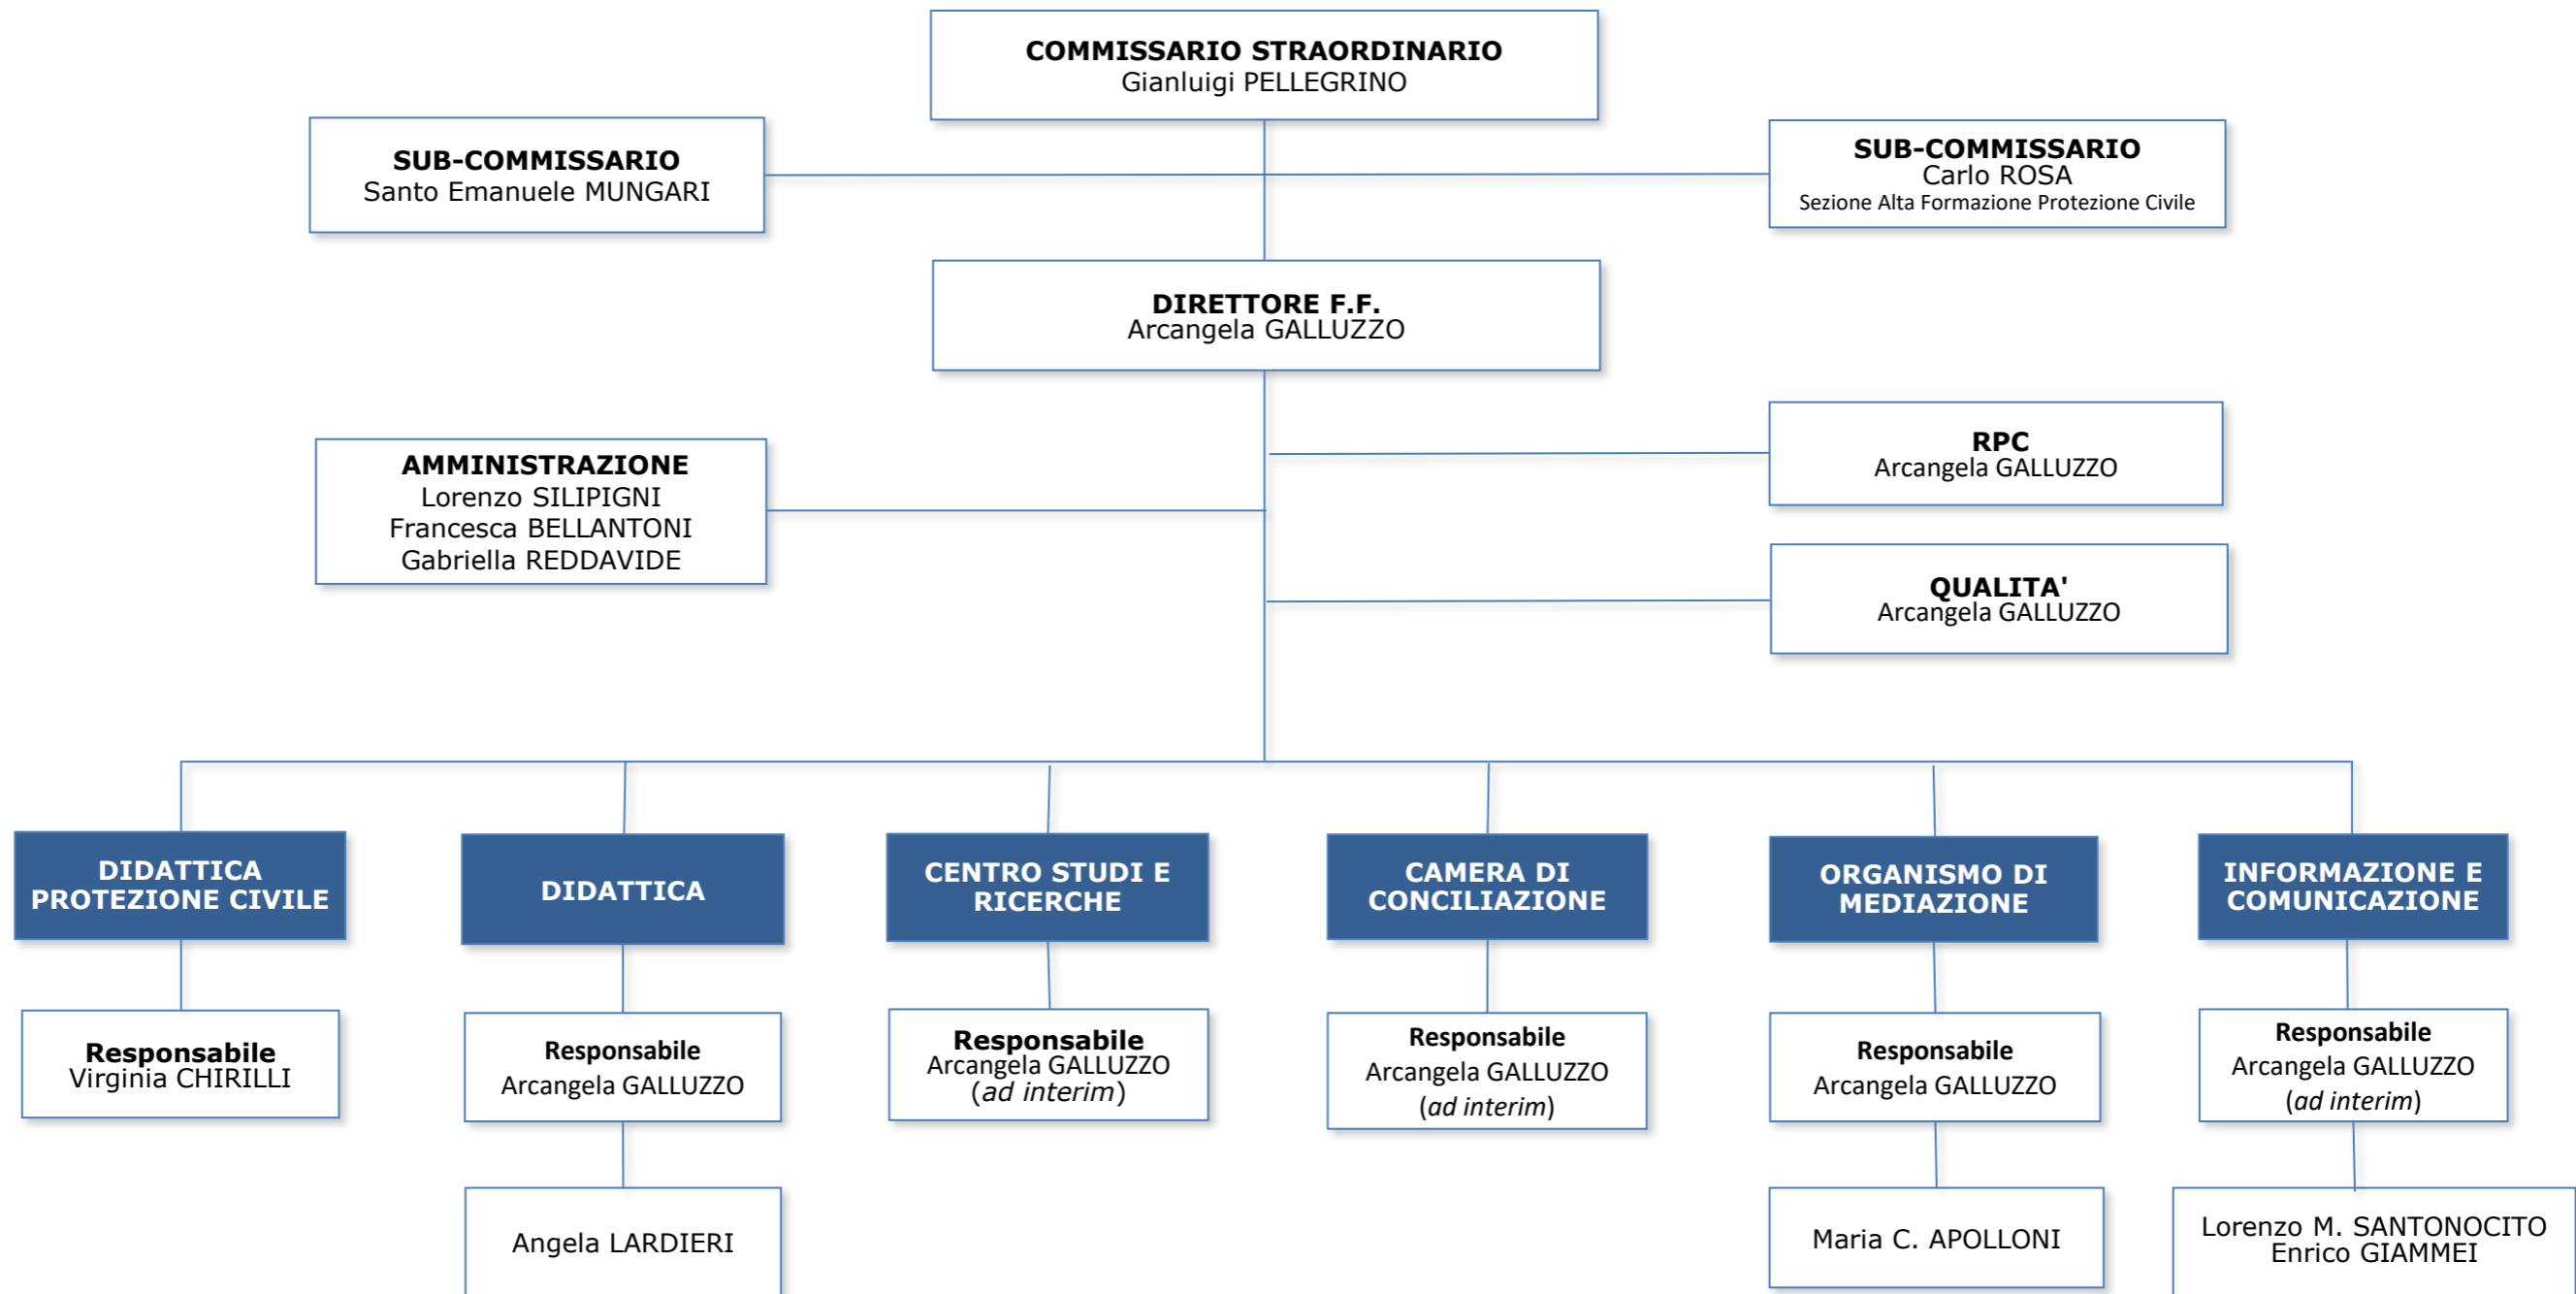 COMMISSARIO STRAORDINARIO
Gianluigi PELLEGRINO
SUB-COMMISSARIO
Santo Emanuele MUNGARI
SUB-COMMISSARIO
Carlo ROSA
Sezione Alta Formazione Protezione Civile
DIRETTORE F.F.
Arcangela GALLUZZO
AMMINISTRAZIONE
Lorenzo SILIPIGNI
Francesca BELLANTONI
Gabriella REDDAVIDE
RPC
Arcangela GALLUZZO
QUALITA'
Arcangela GALLUZZO
DIDATTICA
PROTEZIONE CIVILE
DIDATTICA
CENTRO STUDI E
RICERCHE
CAMERA DI
CONCILIAZIONE
ORGANISMO DI
MEDIAZIONE
INFORMAZIONE E
COMUNICAZIONE
Responsabile
Virginia CHIRILLI
Responsabile
Arcangela GALLUZZO
Responsabile
Arcangela GALLUZZO
(ad interim)
Responsabile
Arcangela GALLUZZO
(ad interim)
Responsabile
Arcangela GALLUZZO
Responsabile
Arcangela GALLUZZO
(ad interim)
Angela LARDIERI
Maria C. APOLLONI
Lorenzo M. SANTONOCITO
Enrico GIAMMEI